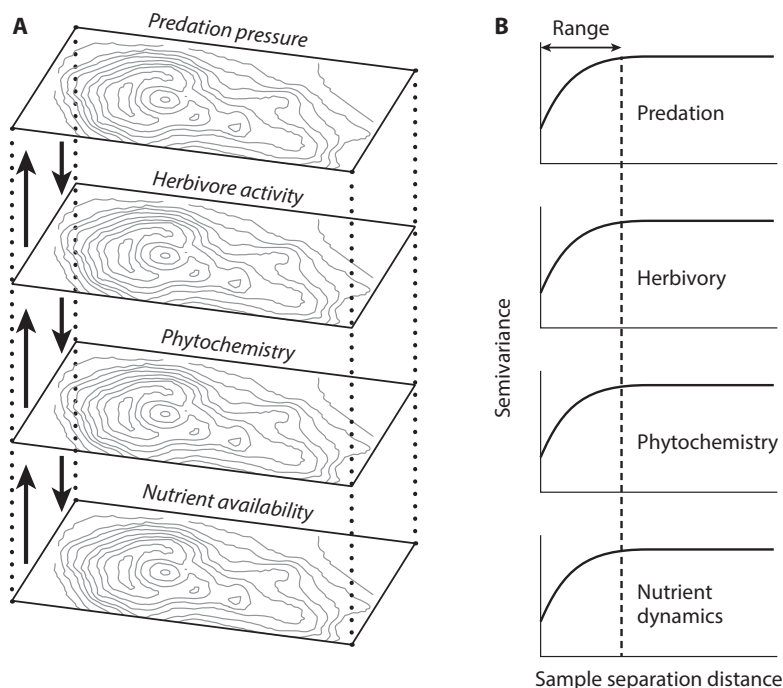 A
Predation pressure
Herbivore activity
Phytochemistry
Nutrient availability
B
Range
Predation
Herbivory
Phytochemistry
Nutrient
dynamics
Semivariance
Sample separation distance